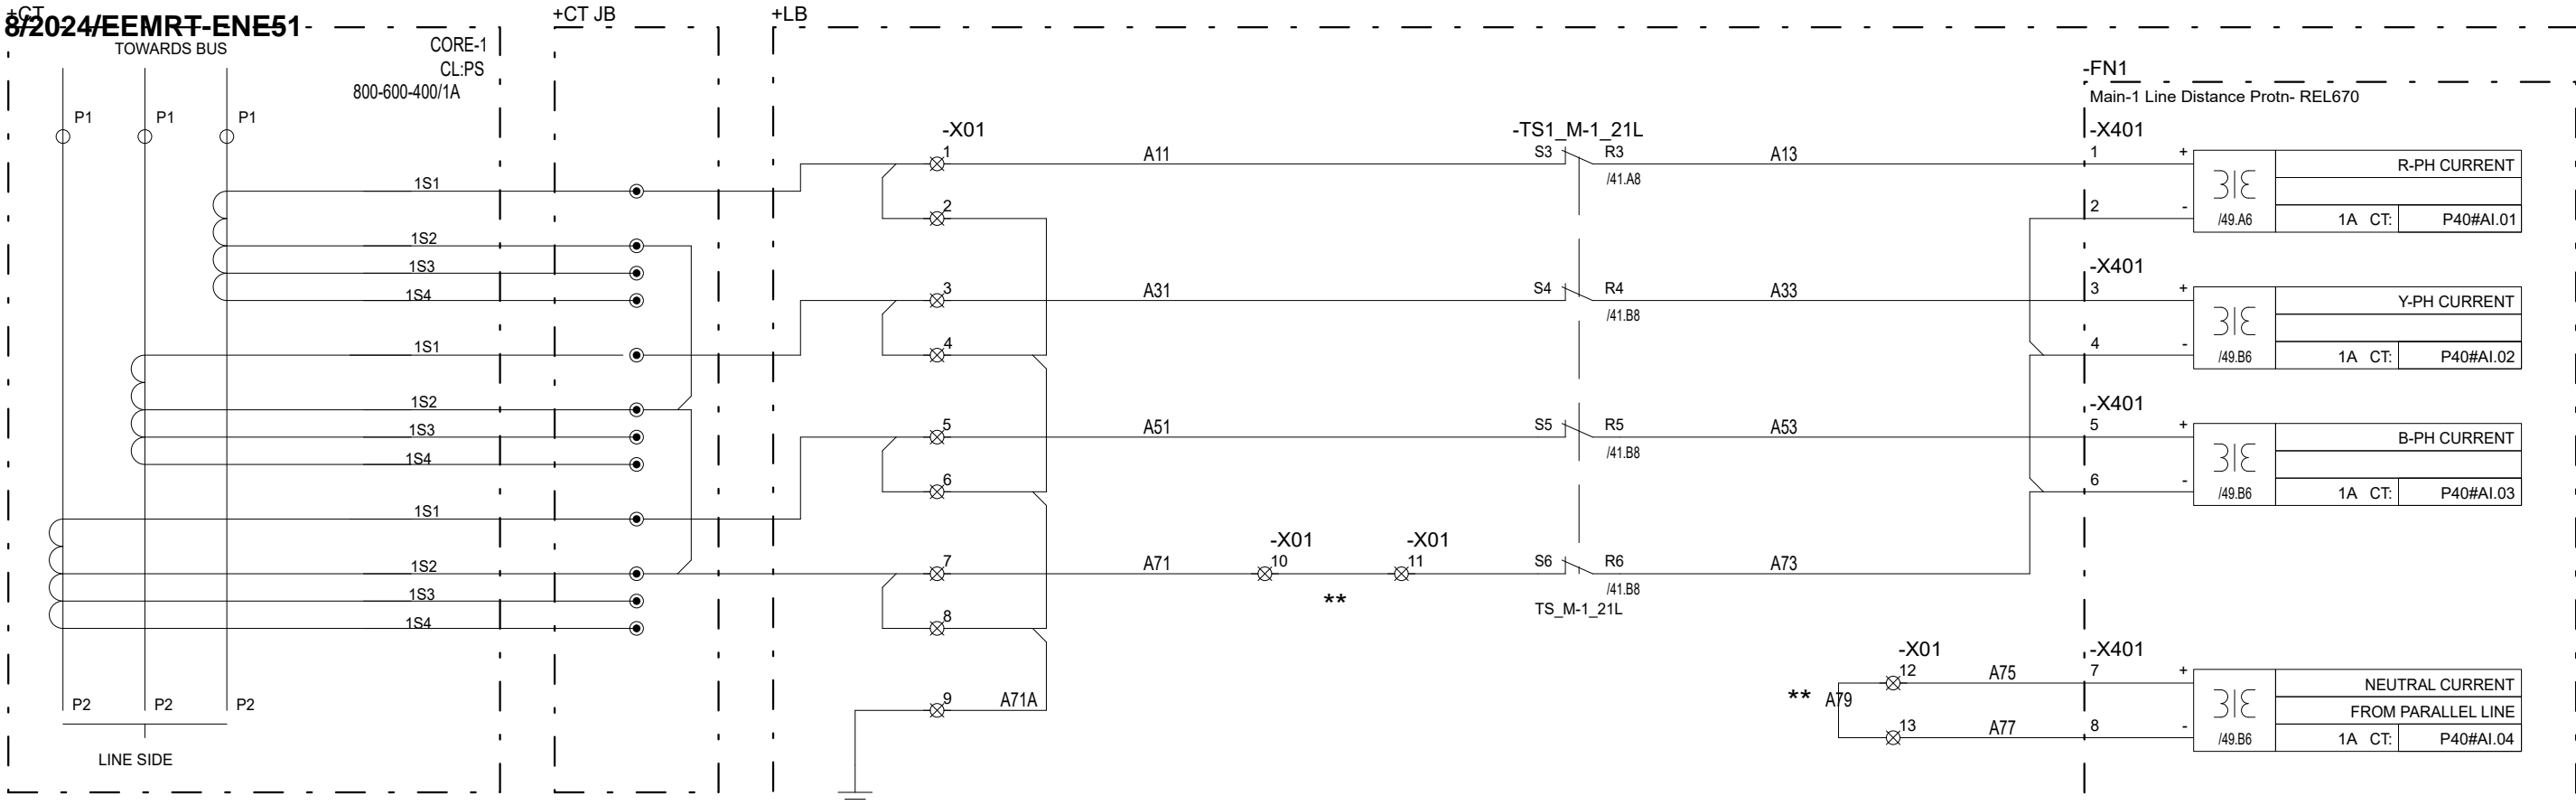 +CT
8/2024/EEMRT-ENE51
+CT JB
+LB
TOWARDS BUS
CORE-1
CL:PS
800-600-400/1A
-FN1
Main-1 Line Distance Protn- REL670
P1
P1
P1
-X01
-TS1_M-1_21L
-X401
1
A11
S3
R3
A13
1
+
R-PH CURRENT
/41.A8
1S1
2
2
-
/49.A6
1A CT:
P40#AI.01
1S2
1S3
1S4
-X401
3
A31
S4
R4
A33
3
+
Y-PH CURRENT
/41.B8
1S1
4
4
-
/49.B6
1A CT:
P40#AI.02
1S2
1S3
1S4
-X401
5
A51
S5
R5
A53
5
+
B-PH CURRENT
/41.B8
6
6
-
/49.B6
1A CT:
P40#AI.03
1S1
-X01
-X01
1S2
7
A71
10
11
S6
R6
A73
/41.B8
**
TS_M-1_21L
1S3
1S4
8
-X01
-X401
12
A75
7
+
NEUTRAL CURRENT
P2
P2
P2
9
A71A
**
A79
FROM PARALLEL LINE
13
A77
8
-
/49.B6
1A CT:
P40#AI.04
LINE SIDE